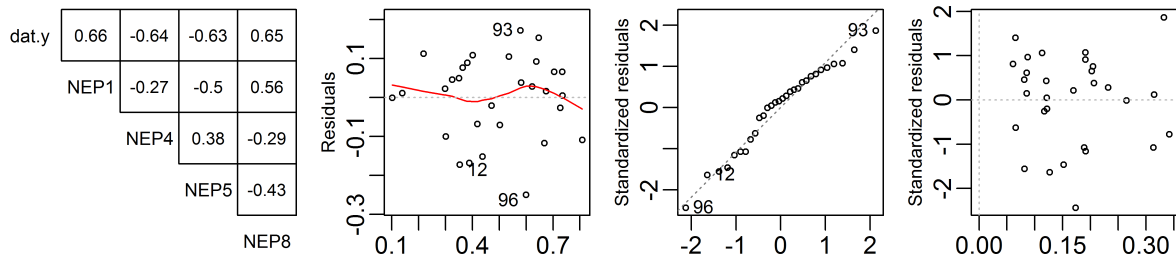 dat.y 0.66 -0.64 -0.63 0.65
NEP1 -0.27 -0.5 0.56
NEP4 0.38 -0.29
NEP5 -0.43
NEP8
Residuals
0.1
-0.1
-0.3
93
12
96
0.1 0.4 0.7
Standardized residuals
2
1
0
-1
-2
93
12
96
-2 -1 0 1 2
Standardized residuals
2
1
0
-1
-2
0.00 0.15 0.30